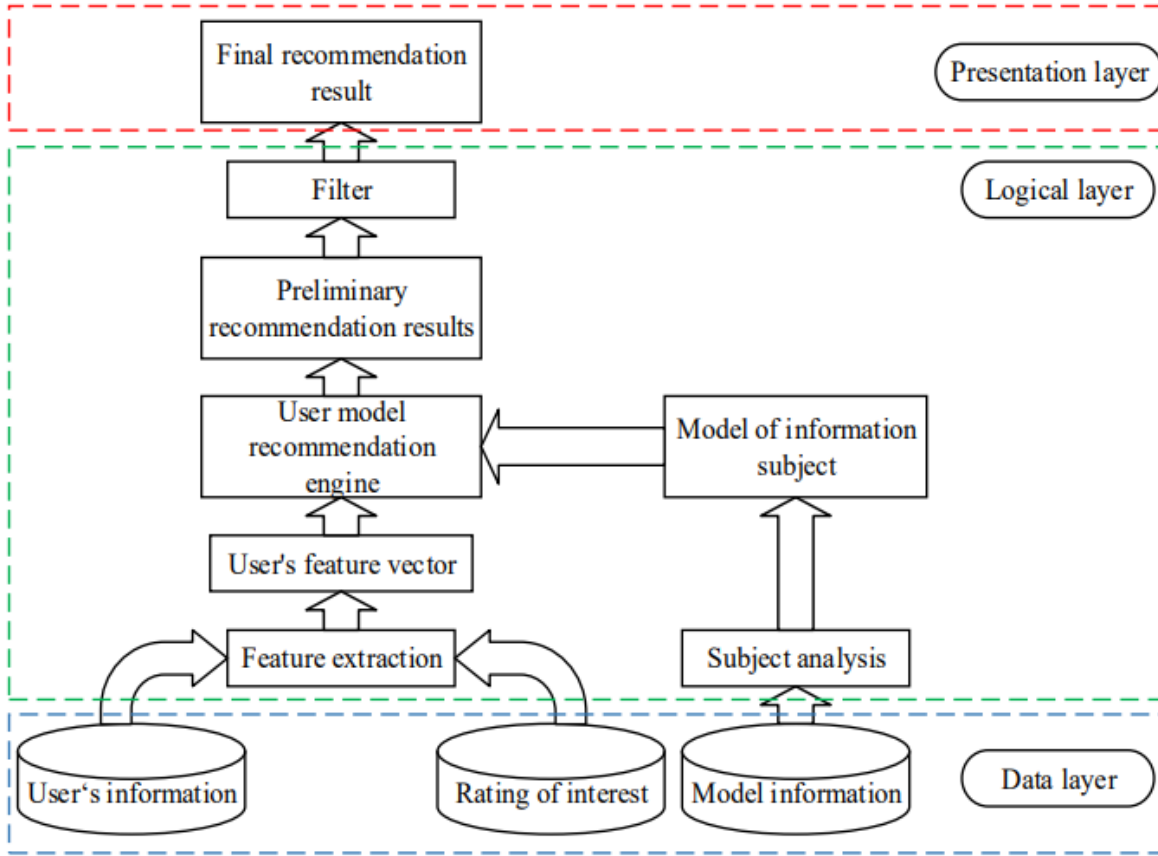 Final recommendation
result
Presentation layer
Filter
Logical layer
Preliminary
recommendation results
User model
recommendation
engine
Model of information
subject
User's feature vector
Feature extraction
Subject analysis
User‘s information
Rating of interest
Model information
Data layer